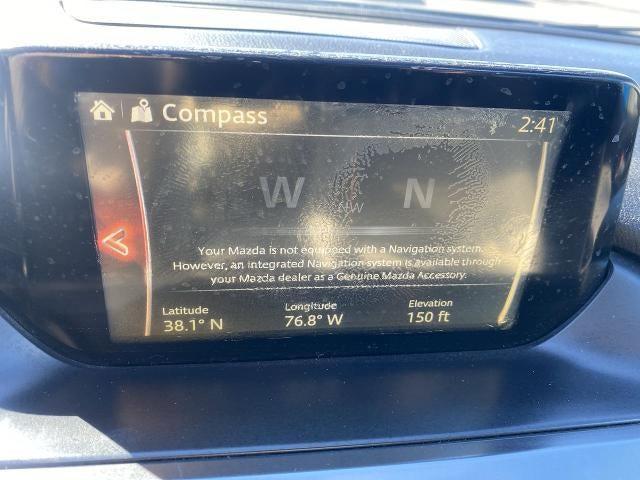 Compass 2:41
W NW N
Your Mazda is not equipped with a Navigation system.
However, an integrated Navigation system is available through
your Mazda dealer as a Genuine Mazda Accessory.
Latitude Longitude Elevation
38.1° N 76.8° W 150 ft